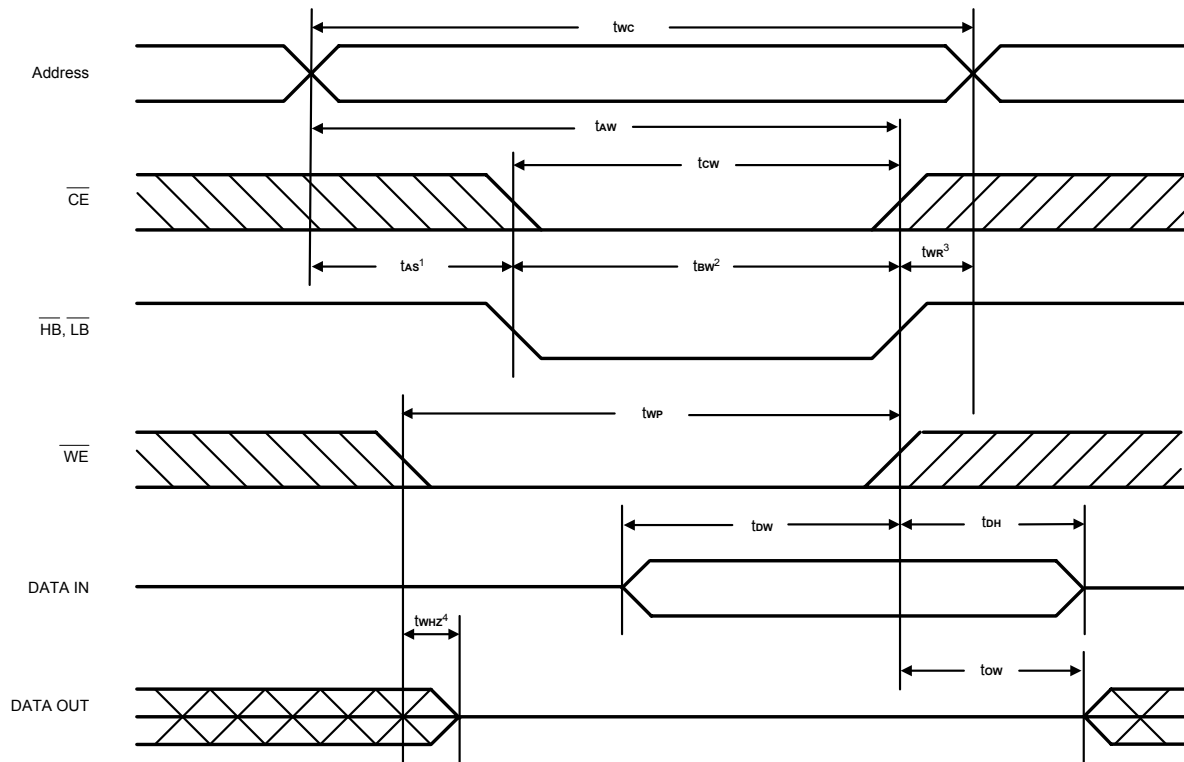 tWC
Address
tAW
tCW
CE
tAS1
tBW2
tWR3
HB, LB
tWP
WE
tDW
tDH
DATA IN
tWHZ4
tOW
DATA OUT